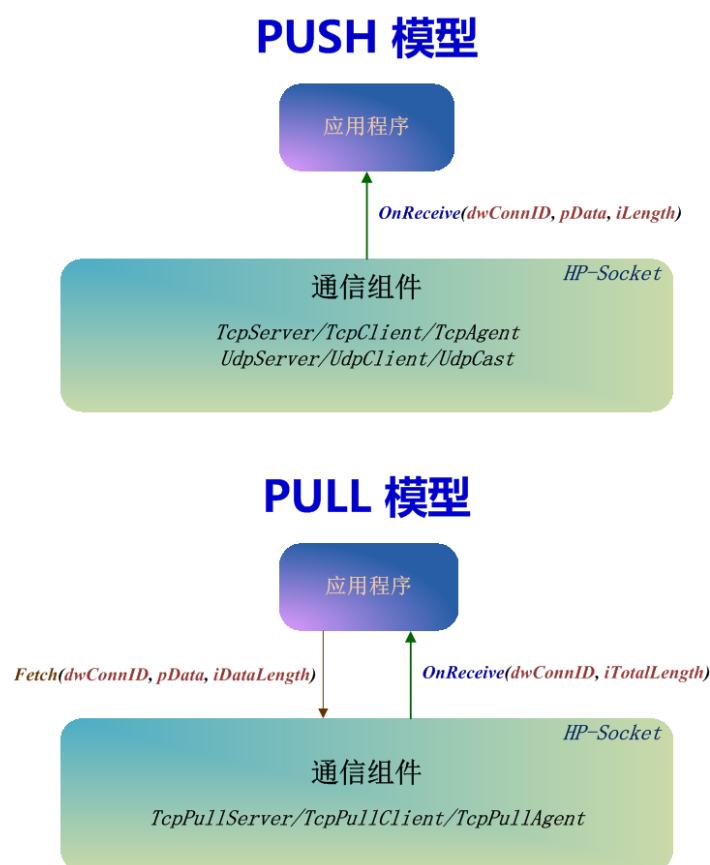 PUSH 模型
应用程序
OnReceive(dwConnID, pData, iLength)
HP-Socket
通信组件
TcpServer/TcpClient/TcpAgent
UdpServer/UdpClient/UdpCast
PULL 模型
应用程序
Fetch(dwConnID, pData, iDataLength)
OnReceive(dwConnID, iTotalLength)
HP-Socket
通信组件
TcpPullServer/TcpPullClient/TcpPullAgent